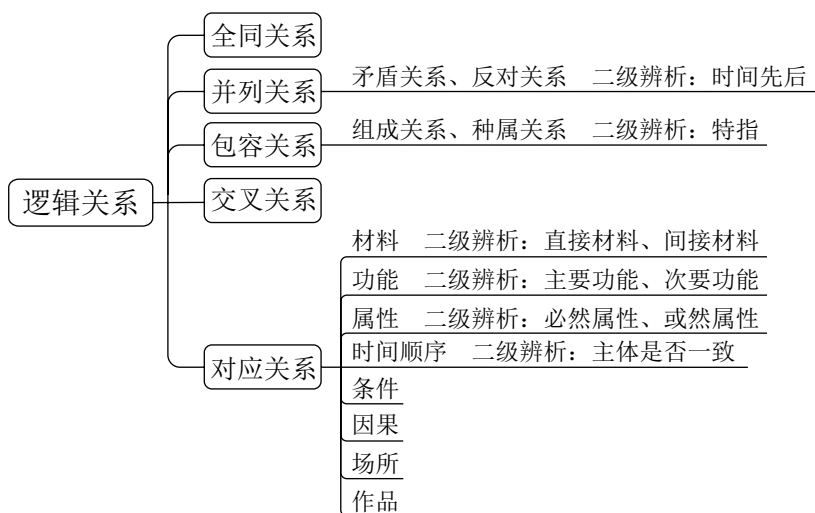 全同关系
并列关系
矛盾关系、反对关系 二级辨析：时间先后
包容关系
组成关系、种属关系 二级辨析：特指
逻辑关系
交叉关系
材料 二级辨析：直接材料、间接材料
功能 二级辨析：主要功能、次要功能
属性 二级辨析：必然属性、或然属性
对应关系
时间顺序 二级辨析：主体是否一致
条件
因果
场所
作品